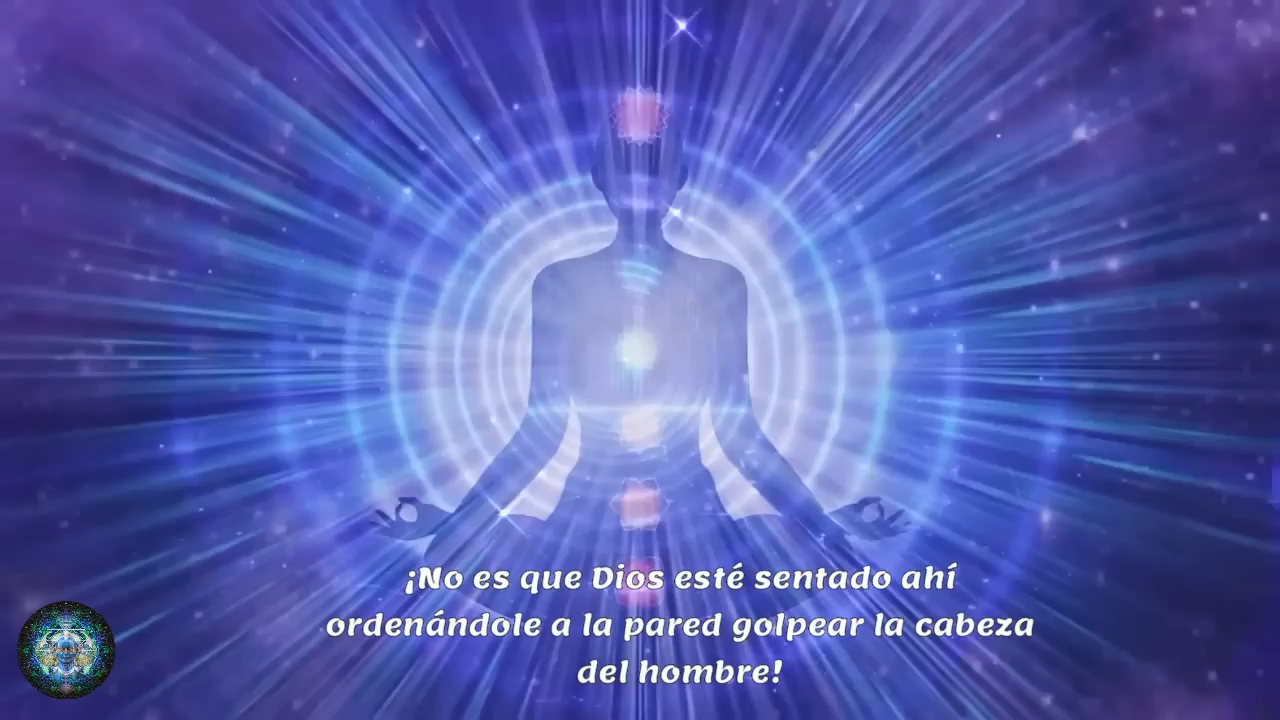 ¡No es que Dios esté sentado ahí
ordenándole a la pared golpear la cabeza
del hombre!